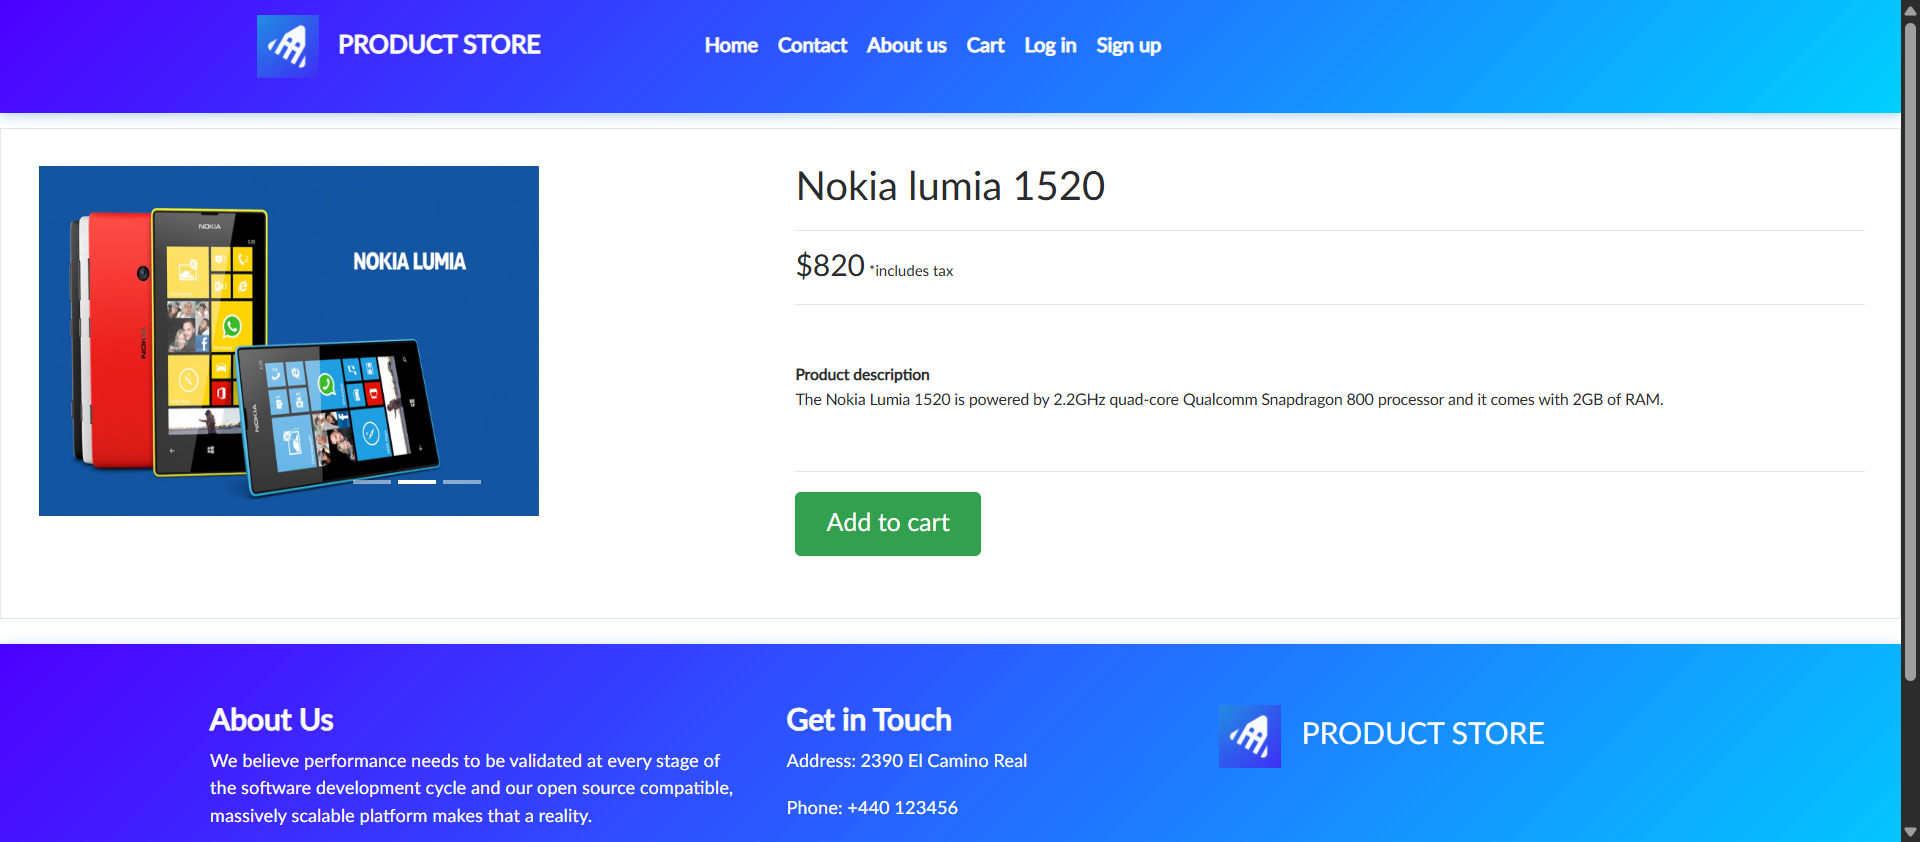 PRODUCT STORE
Home Contact About us Cart Log in Sign up
NOKIA LUMIA
NOKIA
NOKIA
NOKIA
Nokia lumia 1520
$820 *includes tax
Product description
The Nokia Lumia 1520 is powered by 2.2GHz quad-core Qualcomm Snapdragon 800 processor and it comes with 2GB of RAM.
Add to cart
About Us
We believe performance needs to be validated at every stage of
the software development cycle and our open source compatible,
massively scalable platform makes that a reality.
Get in Touch
Address: 2390 El Camino Real
Phone: +440 123456
PRODUCT STORE